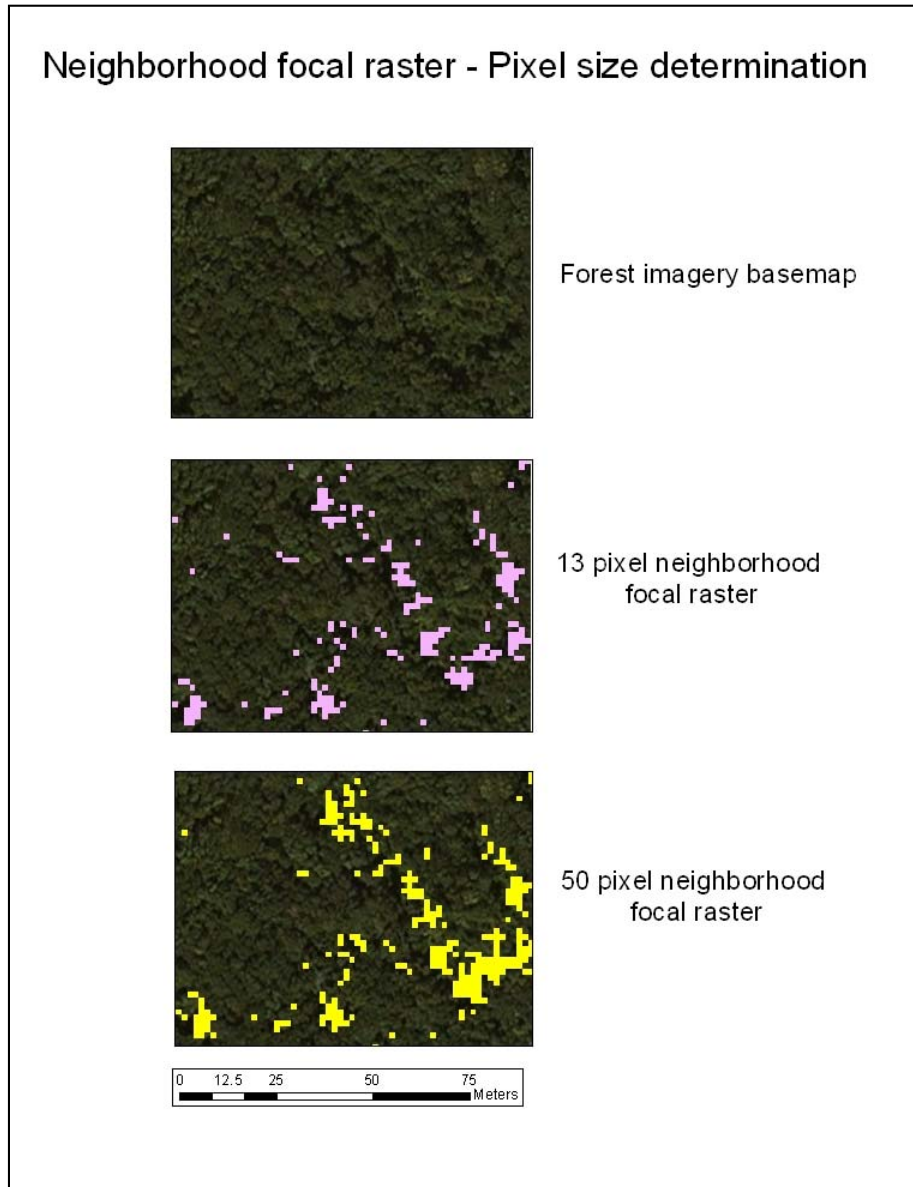 Neighborhood focal raster - Pixel size determination
Forest imagery basemap
13 pixel neighborhood
focal raster
50 pixel neighborhood
focal raster
0 12.5 25 50 75
Meters